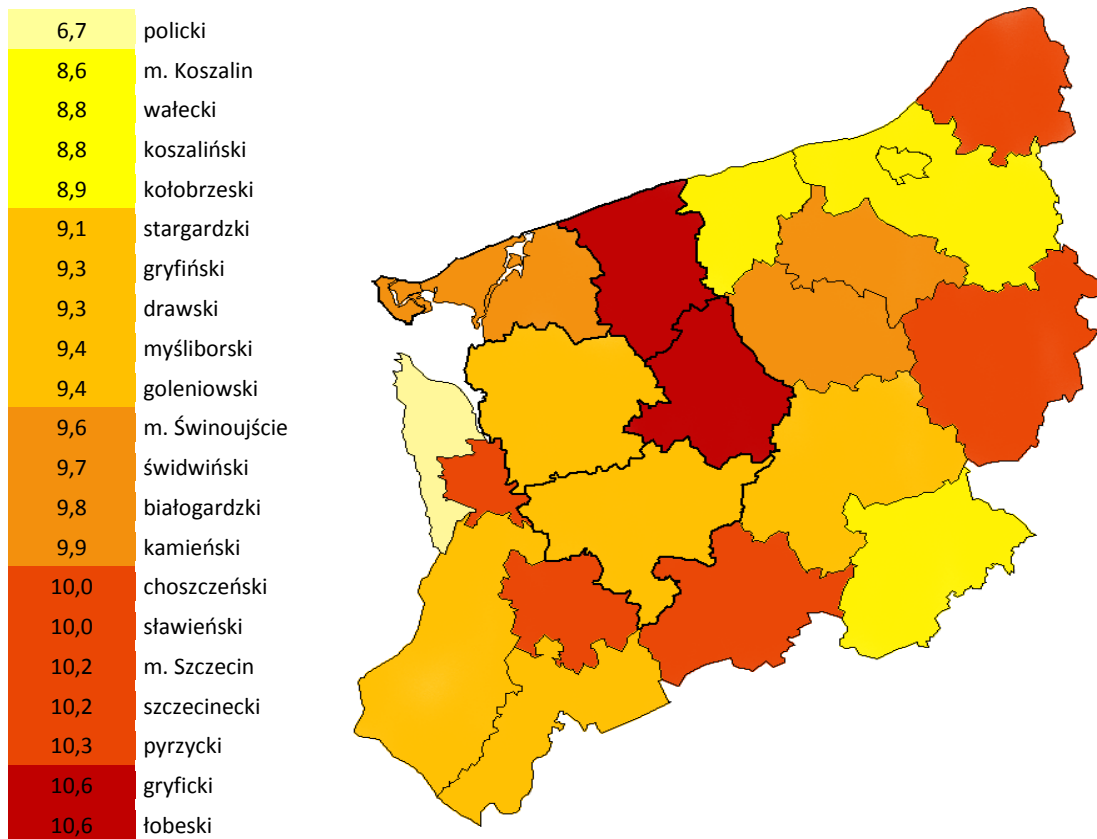 6,7 policki
8,6 m. Koszalin
8,8 wałecki
8,8 koszaliński
8,9 kołobrzeski
9,1 stargardzki
9,3 gryfiński
9,3 drawski
9,4 myśliborski
9,4 goleniowski
9,6 m. Świnoujście
9,7 świdwiński
9,8 białogardzki
9,9 kamieński
10,0 choszczeński
10,0 sławieński
10,2 m. Szczecin
10,2 szczecinecki
10,3 pyrzycki
10,6 gryficki
10,6 łobeski